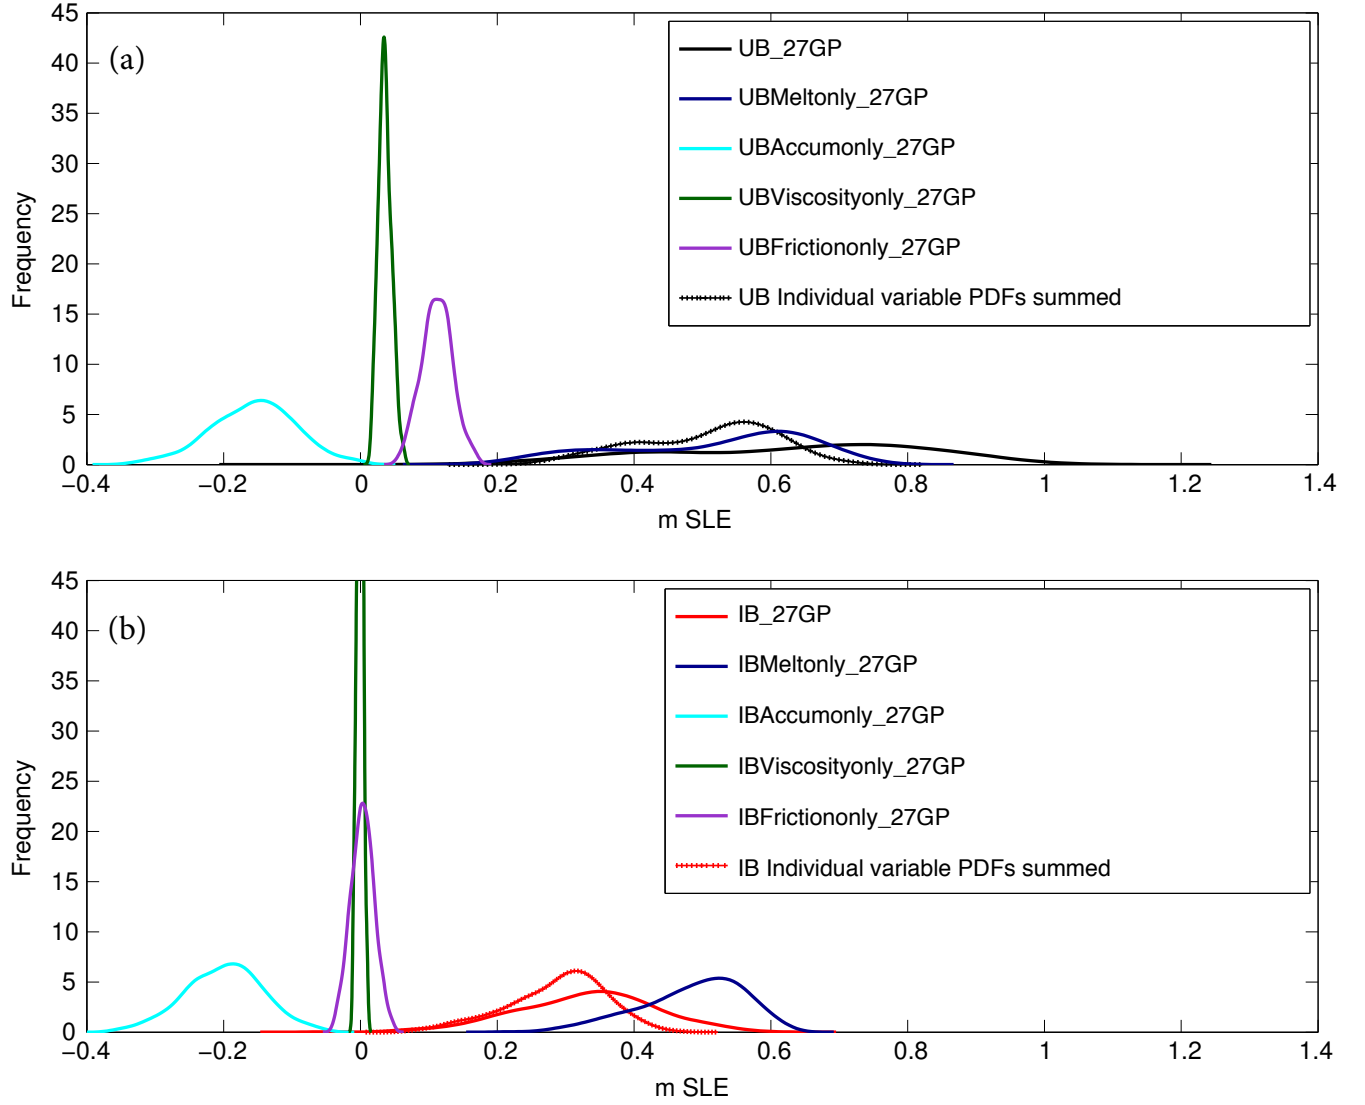 (a)
Frequency
45
40
35
30
25
20
15
10
5
0
UB_27GP
UBMeltonly_27GP
UBAccumonly_27GP
UBViscosityonly_27GP
UBFrictiononly_27GP
UB Individual variable PDFs summed
−0.4 −0.2 0 0.2 0.4 0.6 0.8 1 1.2 1.4
m SLE
(b)
Frequency
45
40
35
30
25
20
15
10
5
0
IB_27GP
IBMeltonly_27GP
IBAccumonly_27GP
IBViscosityonly_27GP
IBFrictiononly_27GP
IB Individual variable PDFs summed
−0.4 −0.2 0 0.2 0.4 0.6 0.8 1 1.2 1.4
m SLE